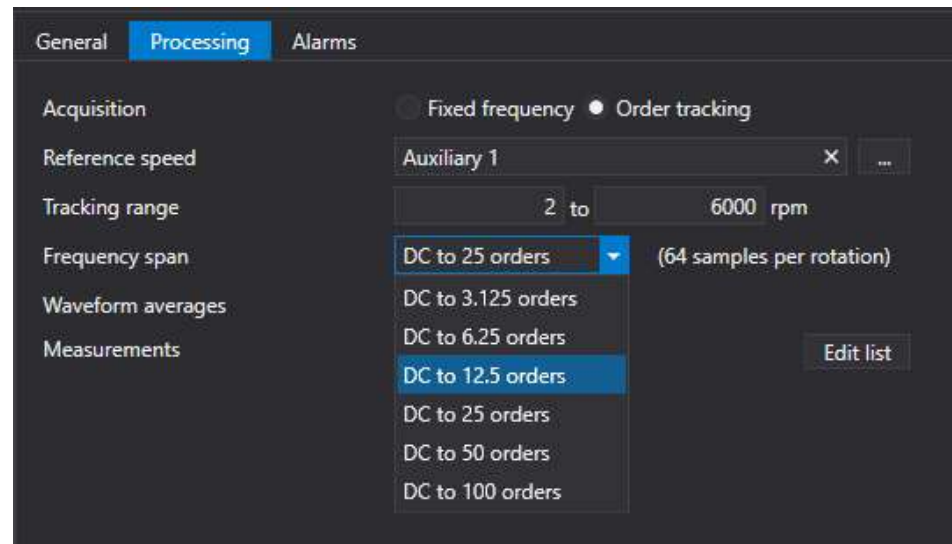 General Processing Alarms
Acquisition Fixed frequency Order tracking
Reference speed Auxiliary 1 × ...
Tracking range 2 to 6000 rpm
Frequency span DC to 25 orders (64 samples per rotation)
DC to 3.125 orders
Waveform averages
DC to 6.25 orders
Measurements Edit list
DC to 12.5 orders
DC to 25 orders
DC to 50 orders
DC to 100 orders